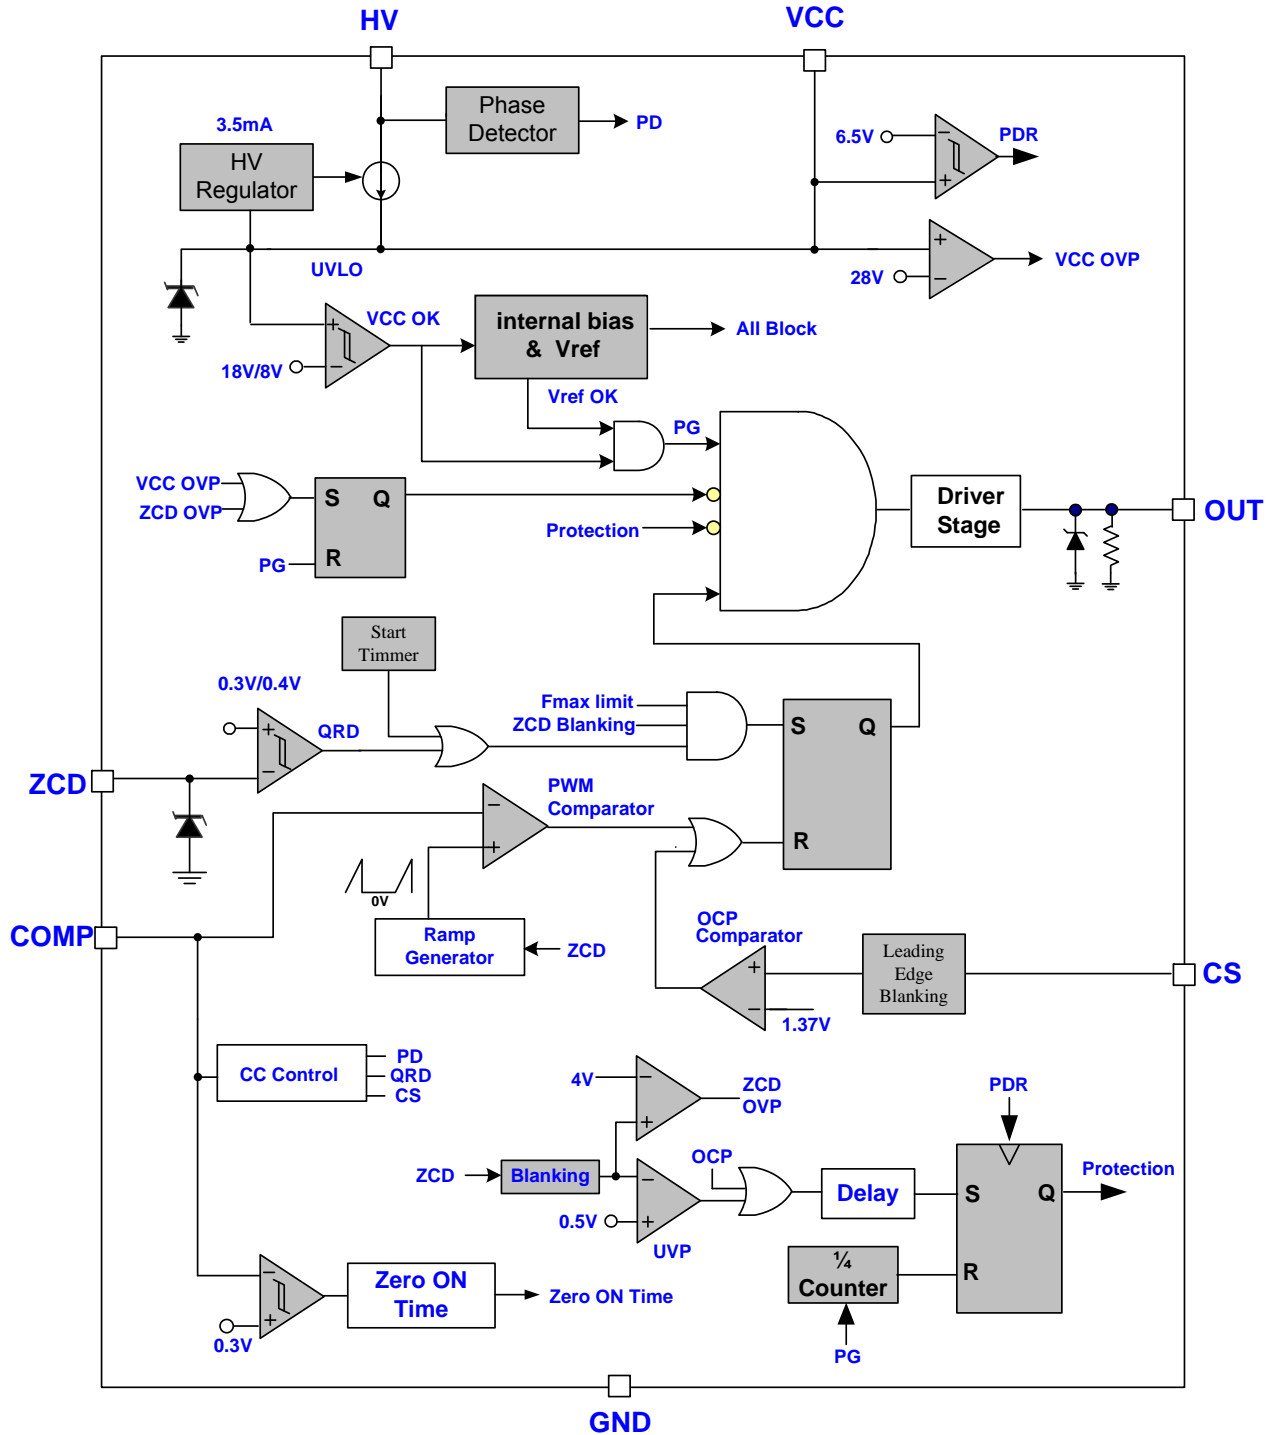 HV
VCC
Phase
Detector
PD
3.5mA
HV
Regulator
6.5V
−
+
PDR
UVLO
+
−
28V
VCC OVP
VCC OK
+
−
18V/8V
internal bias
& Vref
All Block
Vref OK
PG
VCC OVP
ZCD OVP
S
Q
R
PG
Protection
Driver
Stage
OUT
Start
Timmer
0.3V/0.4V
+
−
QRD
Fmax limit
ZCD Blanking
S
Q
R
ZCD
PWM
Comparator
−
+
0V
COMP
Ramp
Generator
ZCD
OCP
Comparator
+
−
1.37V
Leading
Edge
Blanking
CS
CC Control
PD
QRD
CS
4V
−
+
ZCD
OVP
PDR
ZCD
Blanking
−
+
0.5V
UVP
OCP
Delay
S
Q
R
Protection
¼
Counter
PG
−
+
0.3V
Zero ON
Time
Zero ON Time
GND